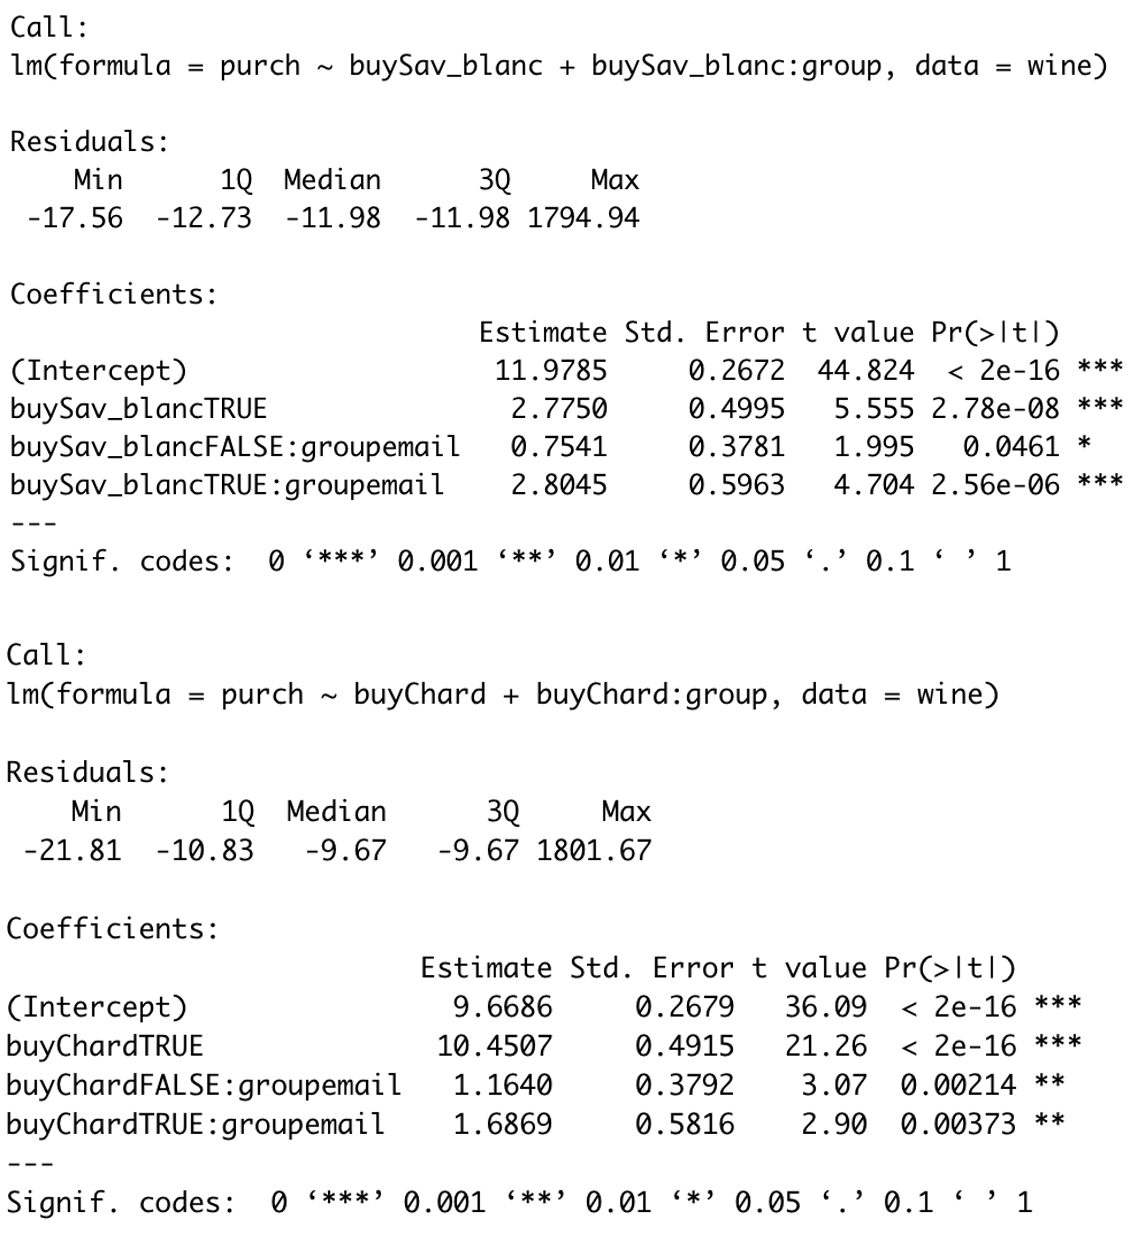 Call:
lm(formula = purch ~ buySav_blanc + buySav_blanc:group, data = wine)
Residuals:
Min 1Q Median 3Q Max
-17.56 -12.73 -11.98 -11.98 1794.94
Coefficients:
Estimate Std. Error t value Pr(>|t|)
(Intercept) 11.9785 0.2672 44.824 < 2e-16 ***
buySav_blancTRUE 2.7750 0.4995 5.555 2.78e-08 ***
buySav_blancFALSE:groupemail 0.7541 0.3781 1.995 0.0461 *
buySav_blancTRUE:groupemail 2.8045 0.5963 4.704 2.56e-06 ***
---
Signif. codes: 0 ‘***’ 0.001 ‘**’ 0.01 ‘*’ 0.05 ‘.’ 0.1 ‘ ’ 1
Call:
lm(formula = purch ~ buyChard + buyChard:group, data = wine)
Residuals:
Min 1Q Median 3Q Max
-21.81 -10.83 -9.67 -9.67 1801.67
Coefficients:
Estimate Std. Error t value Pr(>|t|)
(Intercept) 9.6686 0.2679 36.09 < 2e-16 ***
buyChardTRUE 10.4507 0.4915 21.26 < 2e-16 ***
buyChardFALSE:groupemail 1.1640 0.3792 3.07 0.00214 **
buyChardTRUE:groupemail 1.6869 0.5816 2.90 0.00373 **
---
Signif. codes: 0 ‘***’ 0.001 ‘**’ 0.01 ‘*’ 0.05 ‘.’ 0.1 ‘ ’ 1